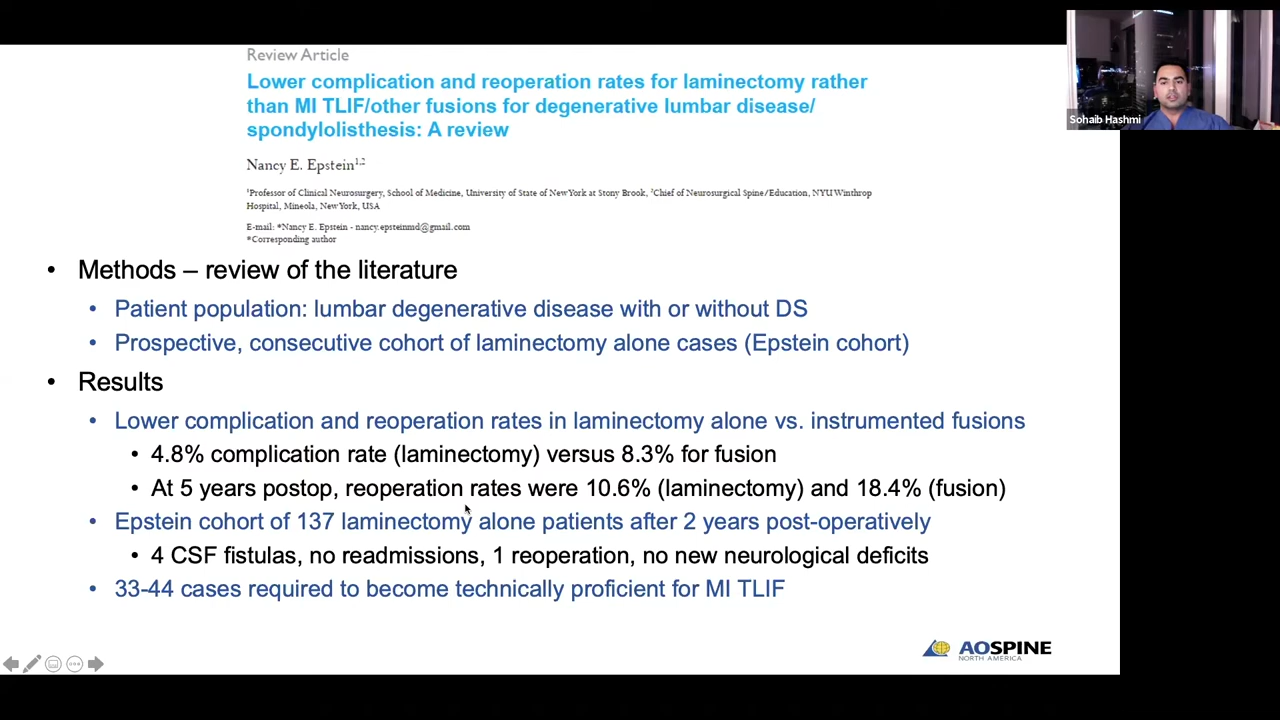 Review Article
Lower complication and reoperation rates for laminectomy rather
than MI TLIF/other fusions for degenerative lumbar disease/
spondylolisthesis: A review
Nancy E. Epstein1,2
1Professor of Clinical Neurosurgery, School of Medicine, University of State of New York at Stony Brook, 2Chief of Neurosurgical Spine/Education, NYU Winthrop
Hospital, Mineola, New York, USA
E-mail: *Nancy E. Epstein - nancy.epsteinmd@gmail.com
*Corresponding author
• Methods – review of the literature
• Patient population: lumbar degenerative disease with or without DS
• Prospective, consecutive cohort of laminectomy alone cases (Epstein cohort)
• Results
• Lower complication and reoperation rates in laminectomy alone vs. instrumented fusions
• 4.8% complication rate (laminectomy) versus 8.3% for fusion
• At 5 years postop, reoperation rates were 10.6% (laminectomy) and 18.4% (fusion)
• Epstein cohort of 137 laminectomy alone patients after 2 years post-operatively
• 4 CSF fistulas, no readmissions, 1 reoperation, no new neurological deficits
• 33-44 cases required to become technically proficient for MI TLIF
AOSPINE
NORTH AMERICA
Sohaib Hashmi